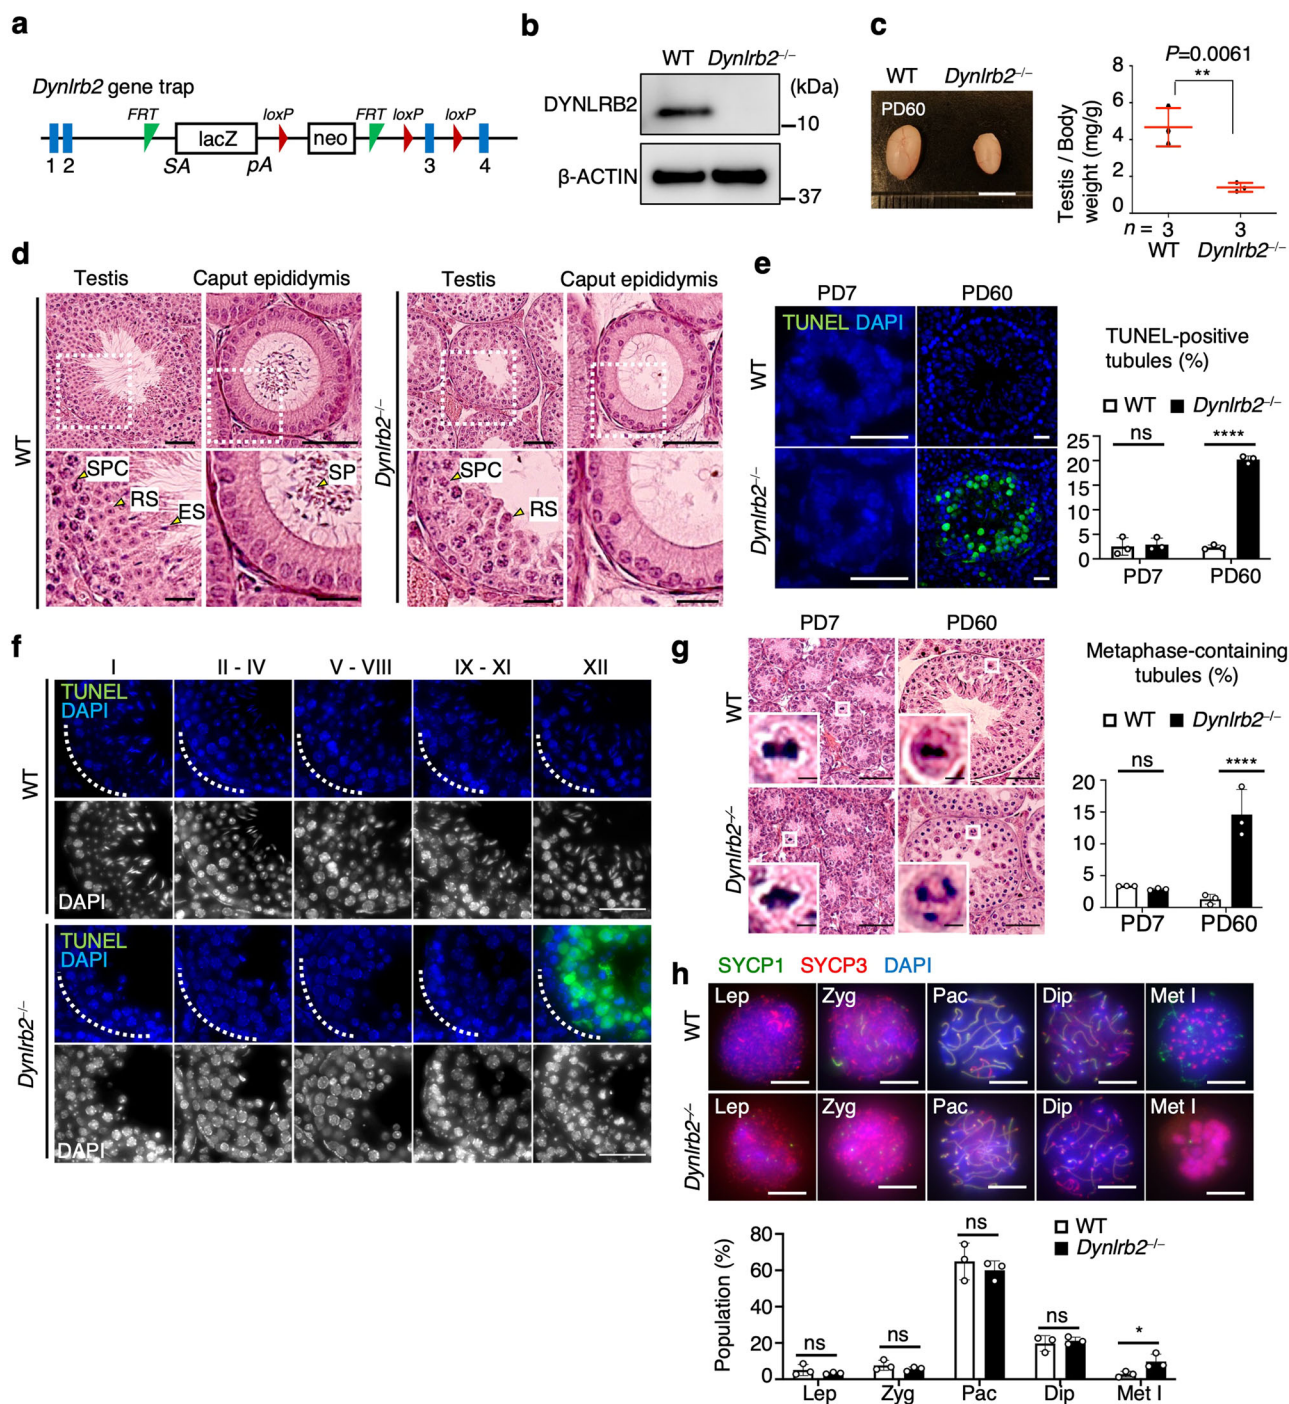 a
Dynlrb2 gene trap
FRT loxP FRT loxP loxP
lacZ neo
1 2 SA pA 3 4
b
WT Dynlrb2–/–
(kDa)
DYNLRB2
10
β-ACTIN
37
c
WT Dynlrb2–/–
PD60
P=0.0061
**
Testis / Body
weight (mg/g)
8
6
4
2
0
n = 3 3
WT Dynlrb2–/–
d
Testis Caput epididymis Testis Caput epididymis
WT
SPC
RS
ES
SP
Dynlrb2–/–
SPC
RS
e
PD7 PD60
TUNEL DAPI
WT
Dynlrb2–/–
TUNEL-positive
tubules (%)
WT Dynlrb2–/–
ns ****
25
20
15
10
5
0
PD7 PD60
f
I II - IV V - VIII IX - XI XII
WT
TUNEL
DAPI
DAPI
Dynlrb2–/–
TUNEL
DAPI
DAPI
g
PD7 PD60
WT
Dynlrb2–/–
Metaphase-containing
tubules (%)
WT Dynlrb2–/–
ns ****
20
15
10
5
0
PD7 PD60
h
SYCP1 SYCP3 DAPI
WT
Lep Zyg Pac Dip Met I
Dynlrb2–/–
Lep Zyg Pac Dip Met I
WT
Dynlrb2–/–
Population (%)
80
60
40
20
0
ns ns ns ns *
Lep Zyg Pac Dip Met I